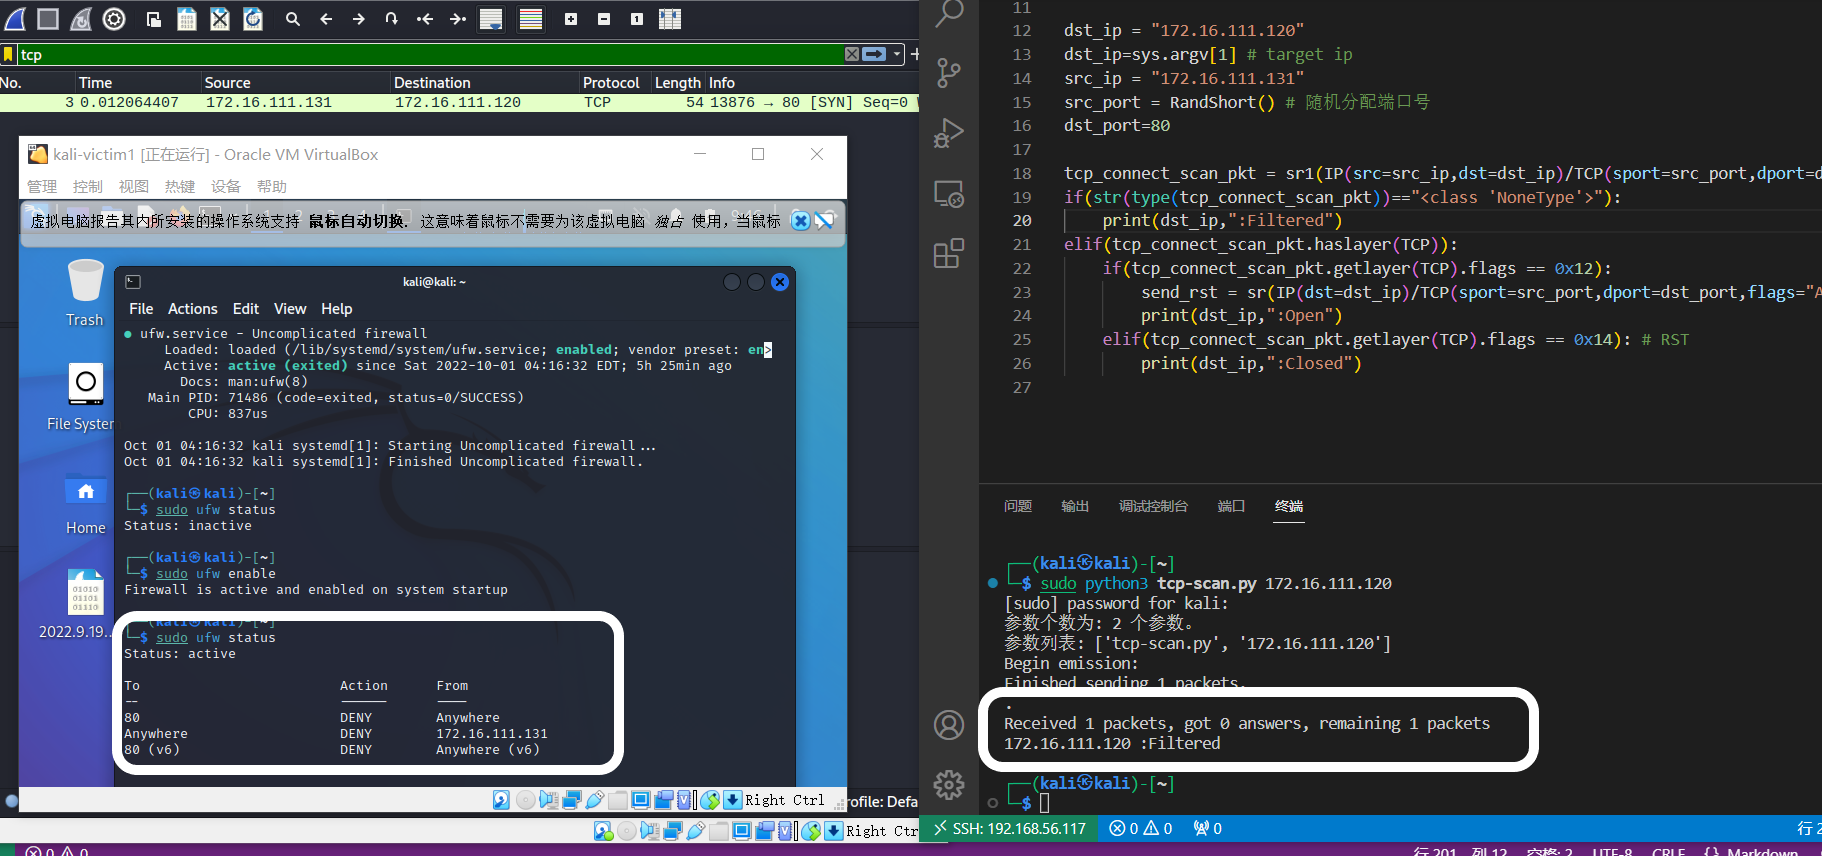 tcp
No. Time Source Destination Protocol Length Info
3 0.012064407 172.16.111.131 172.16.111.120 TCP 54 13876 → 80 [SYN] Seq=0
kali-victim1 [正在运行] - Oracle VM VirtualBox
管理 控制 视图 热键 设备 帮助
虚拟电脑报告其内所安装的操作系统支持 鼠标自动切换. 这意味着鼠标不需要为该虚拟电脑 独占 使用，当鼠标
Trash
File System
Home
2022.9.19...
kali@kali: ~
File Actions Edit View Help
● ufw.service - Uncomplicated firewall
Loaded: loaded (/lib/systemd/system/ufw.service; enabled; vendor preset: en>
Active: active (exited) since Sat 2022-10-01 04:16:32 EDT; 5h 25min ago
Docs: man:ufw(8)
Main PID: 71486 (code=exited, status=0/SUCCESS)
CPU: 837us
Oct 01 04:16:32 kali systemd[1]: Starting Uncomplicated firewall...
Oct 01 04:16:32 kali systemd[1]: Finished Uncomplicated firewall.
┌──(kali㉿kali)-[~]
└─$ sudo ufw status
Status: inactive
┌──(kali㉿kali)-[~]
└─$ sudo ufw enable
Firewall is active and enabled on system startup
┌──(kali㉿kali)-[~]
└─$ sudo ufw status
Status: active
To Action From
-- ------ ----
80 DENY Anywhere
Anywhere DENY 172.16.111.131
80 (v6) DENY Anywhere (v6)
Right Ctrl
rofile: Defa
Right Ctr
0 0
11
12 dst_ip = "172.16.111.120"
13 dst_ip=sys.argv[1] # target ip
14 src_ip = "172.16.111.131"
15 src_port = RandShort() # 随机分配端口号
16 dst_port=80
17
18 tcp_connect_scan_pkt = sr1(IP(src=src_ip,dst=dst_ip)/TCP(sport=src_port,dport=d
19 if(str(type(tcp_connect_scan_pkt))=="<class 'NoneType'>"):
20 print(dst_ip,":Filtered")
21 elif(tcp_connect_scan_pkt.haslayer(TCP)):
22 if(tcp_connect_scan_pkt.getlayer(TCP).flags == 0x12):
23 send_rst = sr(IP(dst=dst_ip)/TCP(sport=src_port,dport=dst_port,flags="A
24 print(dst_ip,":Open")
25 elif(tcp_connect_scan_pkt.getlayer(TCP).flags == 0x14): # RST
26 print(dst_ip,":Closed")
27
问题 输出 调试控制台 端口 终端
┌──(kali㉿kali)-[~]
└─$ sudo python3 tcp-scan.py 172.16.111.120
[sudo] password for kali:
参数个数为: 2 个参数。
参数列表: ['tcp-scan.py', '172.16.111.120']
Begin emission:
Finished sending 1 packets.
.
Received 1 packets, got 0 answers, remaining 1 packets
172.16.111.120 :Filtered
┌──(kali㉿kali)-[~]
└─$
SSH: 192.168.56.117 0 0 0 行 2
行 201, 列 12 空格: 2 UTF-8 CRLF {} Markdown